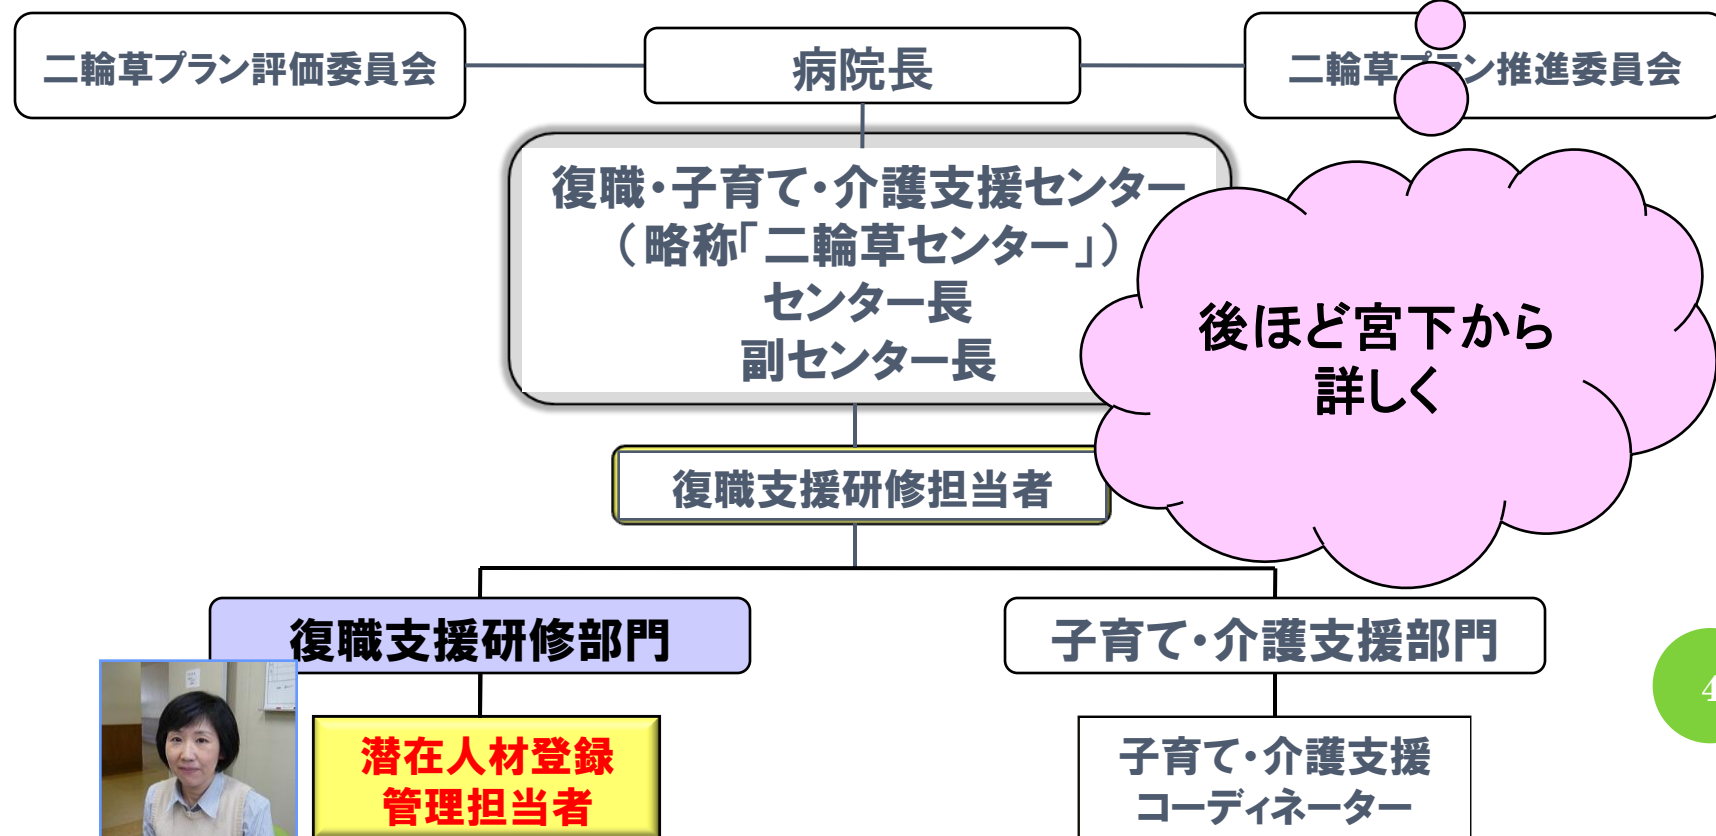 二輪草プラン評価委員会
病院長
二輪草プラン推進委員会
復職・子育て・介護支援センター
(略称「二輪草センター」)
センター長
副センター長
後ほど宮下から
詳しく
復職支援研修担当者
復職支援研修部門
子育て・介護支援部門
潜在人材登録
管理担当者
子育て・介護支援
コーディネーター
4